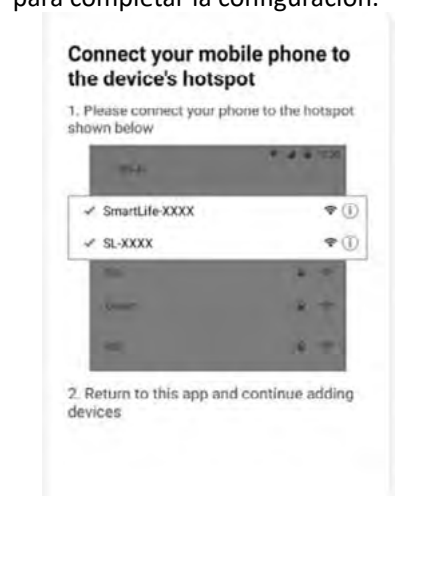 para completar la configuración.
Connect your mobile phone to
the device's hotspot
1. Please connect your phone to the hotspot
shown below
SmartLife-XXXX
SL-XXXX
2. Return to this app and continue adding
devices